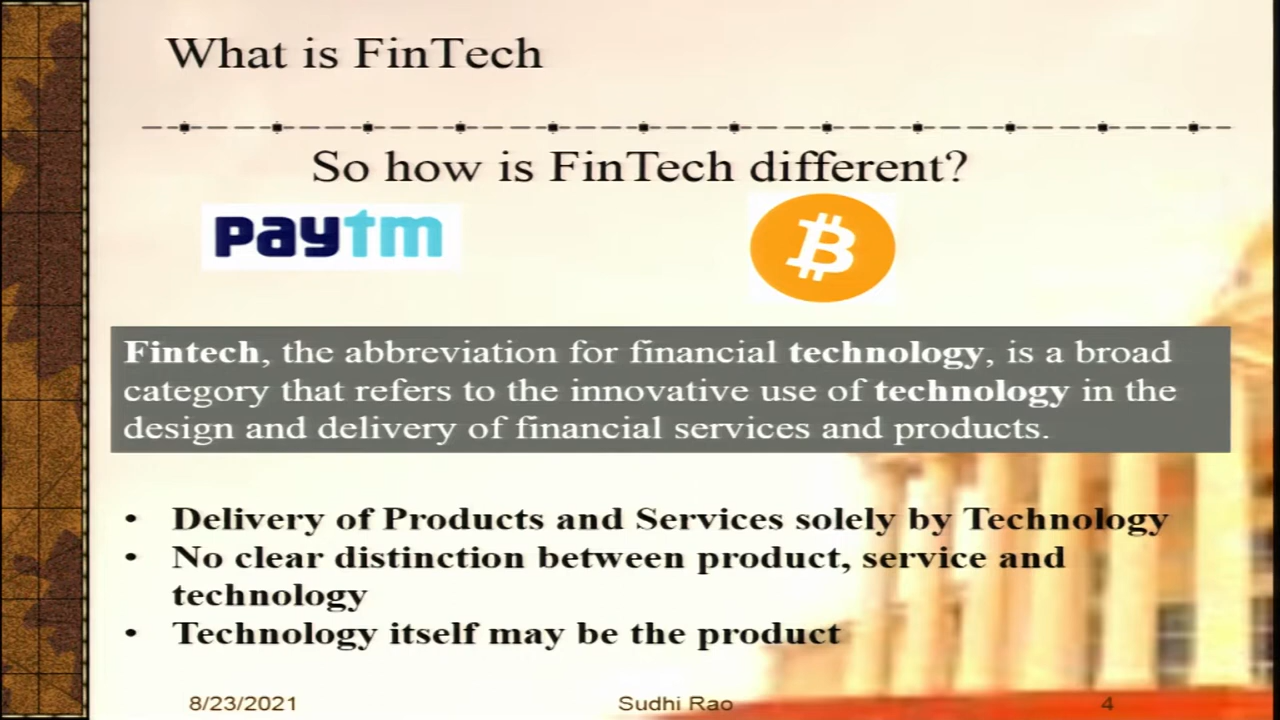 What is FinTech
So how is FinTech different?
paytm
₿
Fintech, the abbreviation for financial technology, is a broad
category that refers to the innovative use of technology in the
design and delivery of financial services and products.
• Delivery of Products and Services solely by Technology
• No clear distinction between product, service and
technology
• Technology itself may be the product
8/23/2021 Sudhi Rao 4